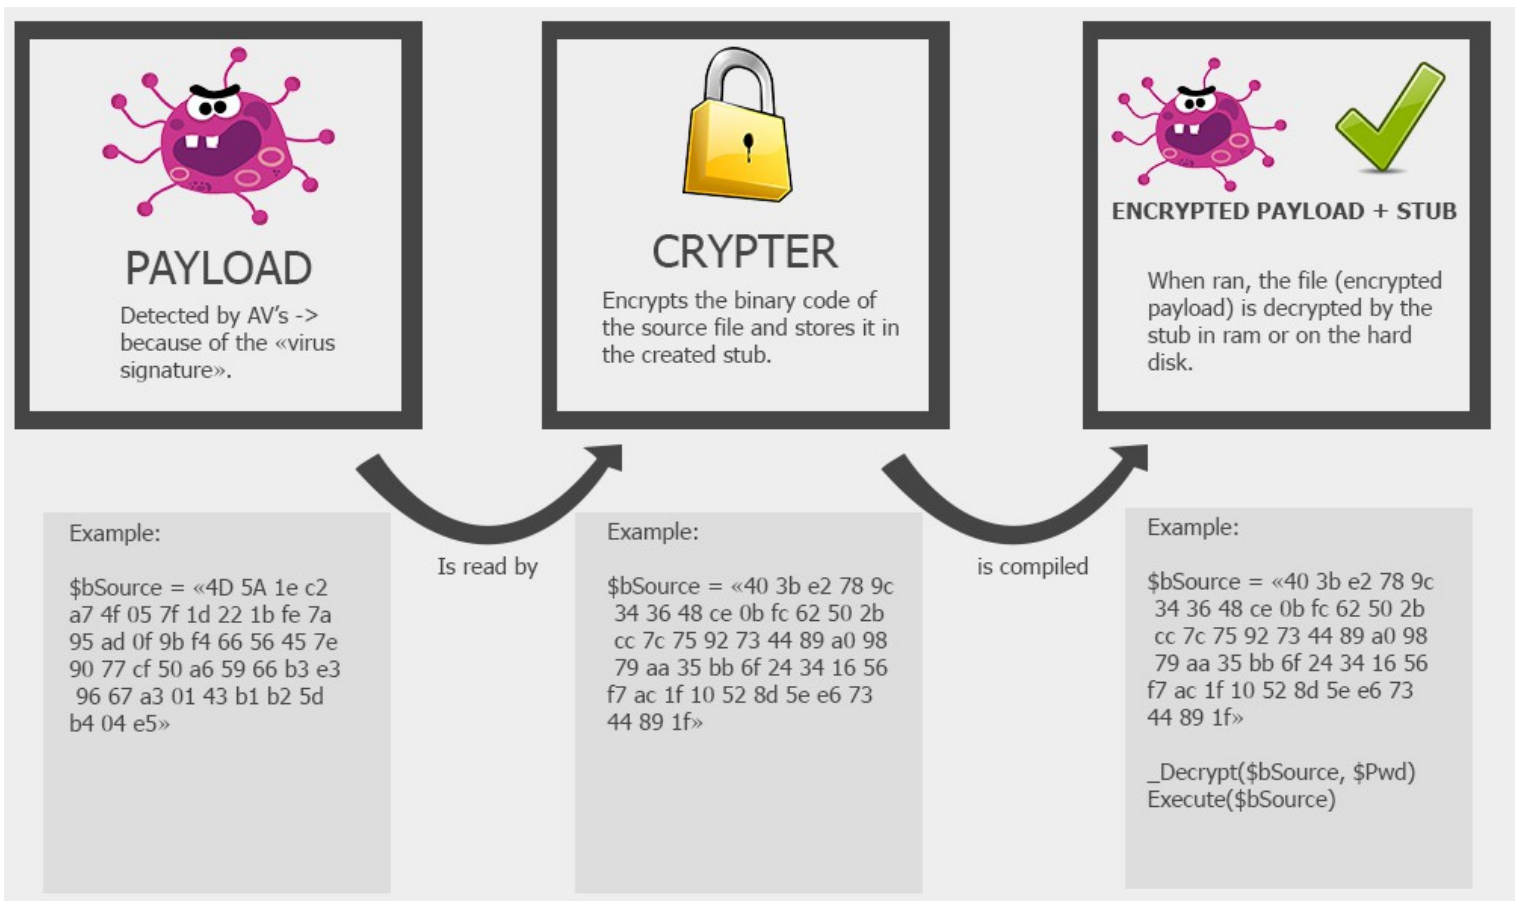 PAYLOAD
Detected by AV's ->
because of the «virus
signature».
CRYPTER
Encrypts the binary code of
the source file and stores it in
the created stub.
ENCRYPTED PAYLOAD + STUB
When ran, the file (encrypted
payload) is decrypted by the
stub in ram or on the hard
disk.
Is read by
is compiled
Example:
$bSource = «4D 5A 1e c2
a7 4f 05 7f 1d 22 1b fe 7a
95 ad 0f 9b f4 66 56 45 7e
90 77 cf 50 a6 59 66 b3 e3
96 67 a3 01 43 b1 b2 5d
b4 04 e5»
Example:
$bSource = «40 3b e2 78 9c
34 36 48 ce 0b fc 62 50 2b
cc 7c 75 92 73 44 89 a0 98
79 aa 35 bb 6f 24 34 16 56
f7 ac 1f 10 52 8d 5e e6 73
44 89 1f»
Example:
$bSource = «40 3b e2 78 9c
34 36 48 ce 0b fc 62 50 2b
cc 7c 75 92 73 44 89 a0 98
79 aa 35 bb 6f 24 34 16 56
f7 ac 1f 10 52 8d 5e e6 73
44 89 1f»
_Decrypt($bSource, $Pwd)
Execute($bSource)